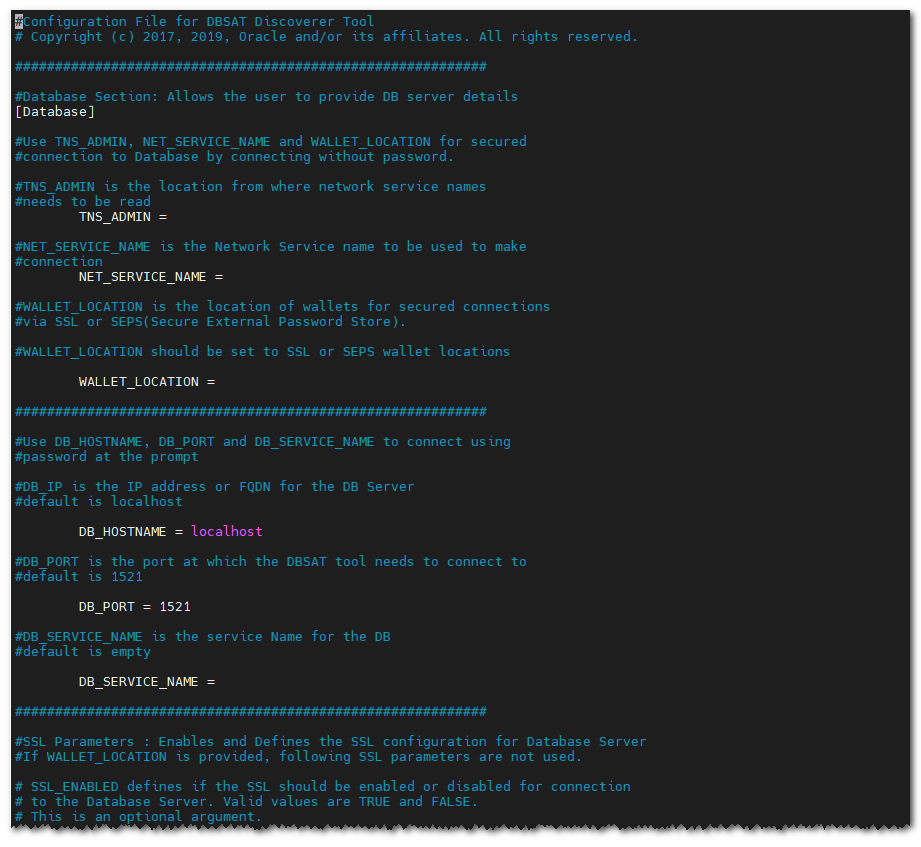 #Configuration File for DBSAT Discoverer Tool
# Copyright (c) 2017, 2019, Oracle and/or its affiliates. All rights reserved.
###########################################################
#Database Section: Allows the user to provide DB server details
[Database]
#Use TNS_ADMIN, NET_SERVICE_NAME and WALLET_LOCATION for secured
#connection to Database by connecting without password.
#TNS_ADMIN is the location from where network service names
#needs to be read
TNS_ADMIN =
#NET_SERVICE_NAME is the Network Service name to be used to make
#connection
NET_SERVICE_NAME =
#WALLET_LOCATION is the location of wallets for secured connections
#via SSL or SEPS(Secure External Password Store).
#WALLET_LOCATION should be set to SSL or SEPS wallet locations
WALLET_LOCATION =
###########################################################
#Use DB_HOSTNAME, DB_PORT and DB_SERVICE_NAME to connect using
#password at the prompt
#DB_IP is the IP address or FQDN for the DB Server
#default is localhost
DB_HOSTNAME = localhost
#DB_PORT is the port at which the DBSAT tool needs to connect to
#default is 1521
DB_PORT = 1521
#DB_SERVICE_NAME is the service Name for the DB
#default is empty
DB_SERVICE_NAME =
###########################################################
#SSL Parameters : Enables and Defines the SSL configuration for Database Server
#If WALLET_LOCATION is provided, following SSL parameters are not used.
# SSL_ENABLED defines if the SSL should be enabled or disabled for connection
# to the Database Server. Valid values are TRUE and FALSE.
# This is an optional argument.